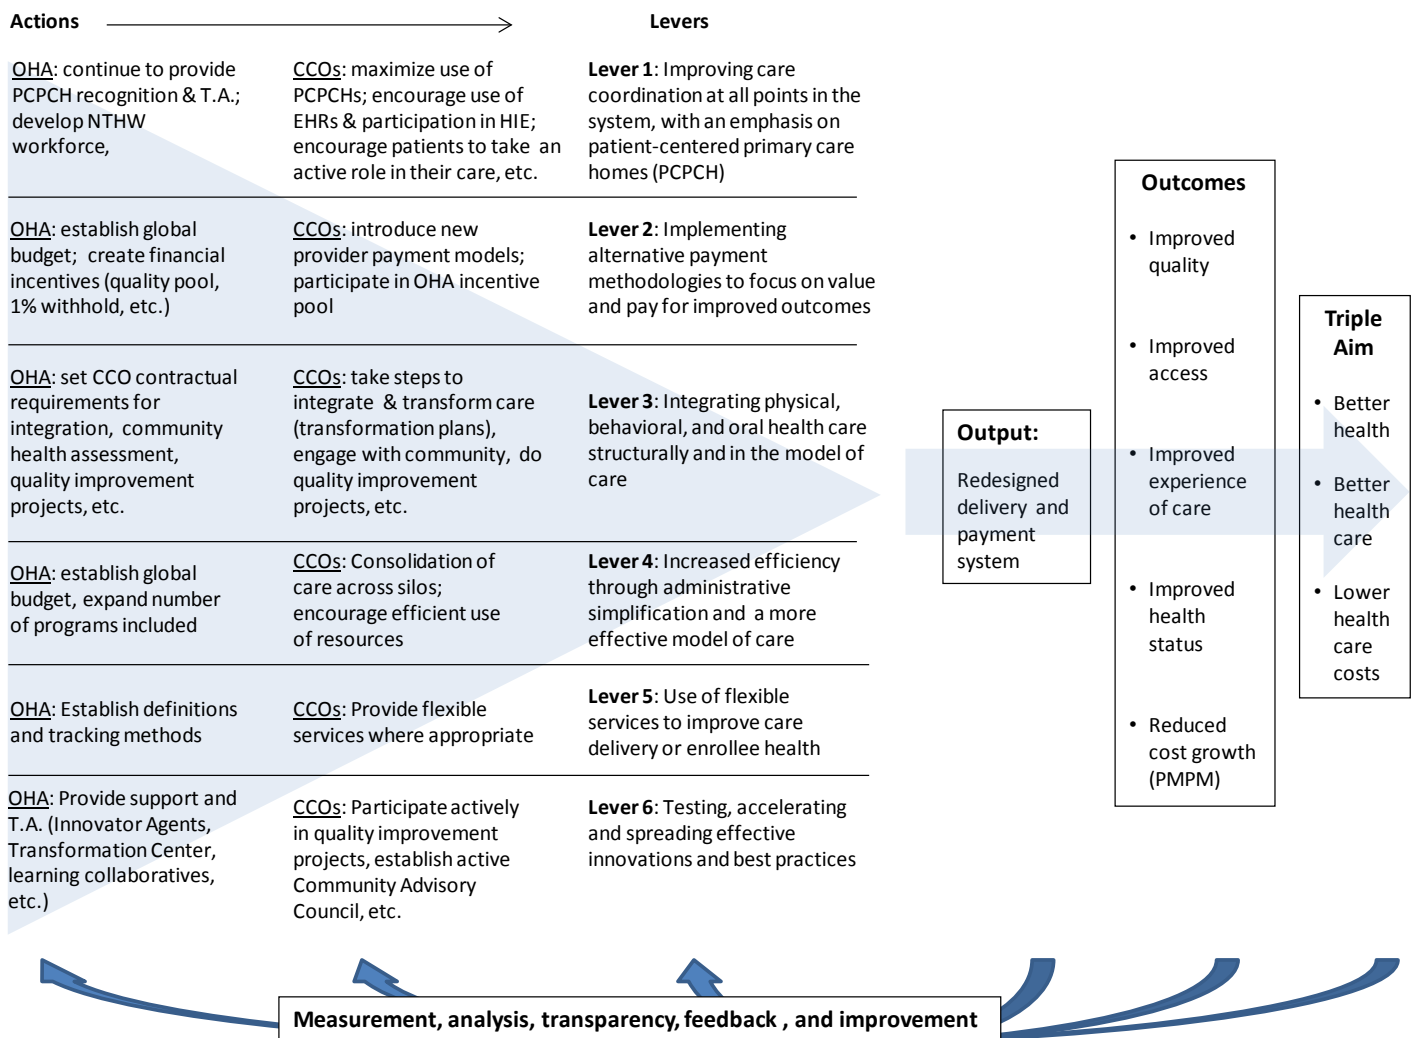 Actions
Levers
OHA: continue to provide
PCPCH recognition & T.A.;
develop NTHW
workforce,
CCOs: maximize use of
PCPCHs; encourage use of
EHRs & participation in HIE;
encourage patients to take an
active role in their care, etc.
Lever 1: Improving care
coordination at all points in the
system, with an emphasis on
patient-centered primary care
homes (PCPCH)
OHA: establish global
budget; create financial
incentives (quality pool,
1% withhold, etc.)
CCOs: introduce new
provider payment models;
participate in OHA incentive
pool
Lever 2: Implementing
alternative payment
methodologies to focus on value
and pay for improved outcomes
OHA: set CCO contractual
requirements for
integration, community
health assessment,
quality improvement
projects, etc.
CCOs: take steps to
integrate & transform care
(transformation plans),
engage with community, do
quality improvement
projects, etc.
Lever 3: Integrating physical,
behavioral, and oral health care
structurally and in the model of
care
OHA: establish global
budget, expand number
of programs included
CCOs: Consolidation of
care across silos;
encourage efficient use
of resources
Lever 4: Increased efficiency
through administrative
simplification and a more
effective model of care
OHA: Establish definitions
and tracking methods
CCOs: Provide flexible
services where appropriate
Lever 5: Use of flexible
services to improve care
delivery or enrollee health
OHA: Provide support and
T.A. (Innovator Agents,
Transformation Center,
learning collaboratives,
etc.)
CCOs: Participate actively
in quality improvement
projects, establish active
Community Advisory
Council, etc.
Lever 6: Testing, accelerating
and spreading effective
innovations and best practices
Output:
Redesigned
delivery and
payment
system
Outcomes
• Improved
quality
• Improved
access
• Improved
experience
of care
• Improved
health
status
• Reduced
cost growth
(PMPM)
Triple
Aim
• Better
health
• Better
health
care
• Lower
health
care
costs
Measurement, analysis, transparency, feedback , and improvement